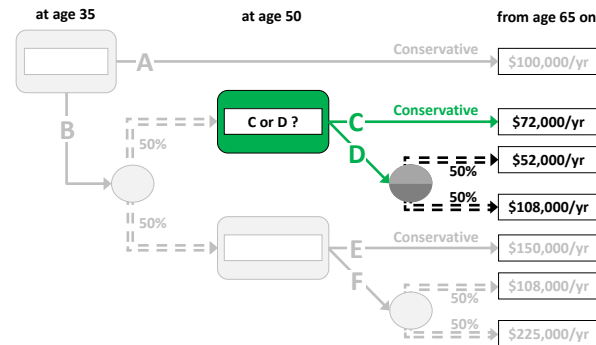 at age 35 at age 50 from age 65 on
A Conservative $100,000/yr
B 50% C or D ? C Conservative $72,000/yr
D 50% $52,000/yr
50% $108,000/yr
50% E Conservative $150,000/yr
F 50% $108,000/yr
50% $225,000/yr